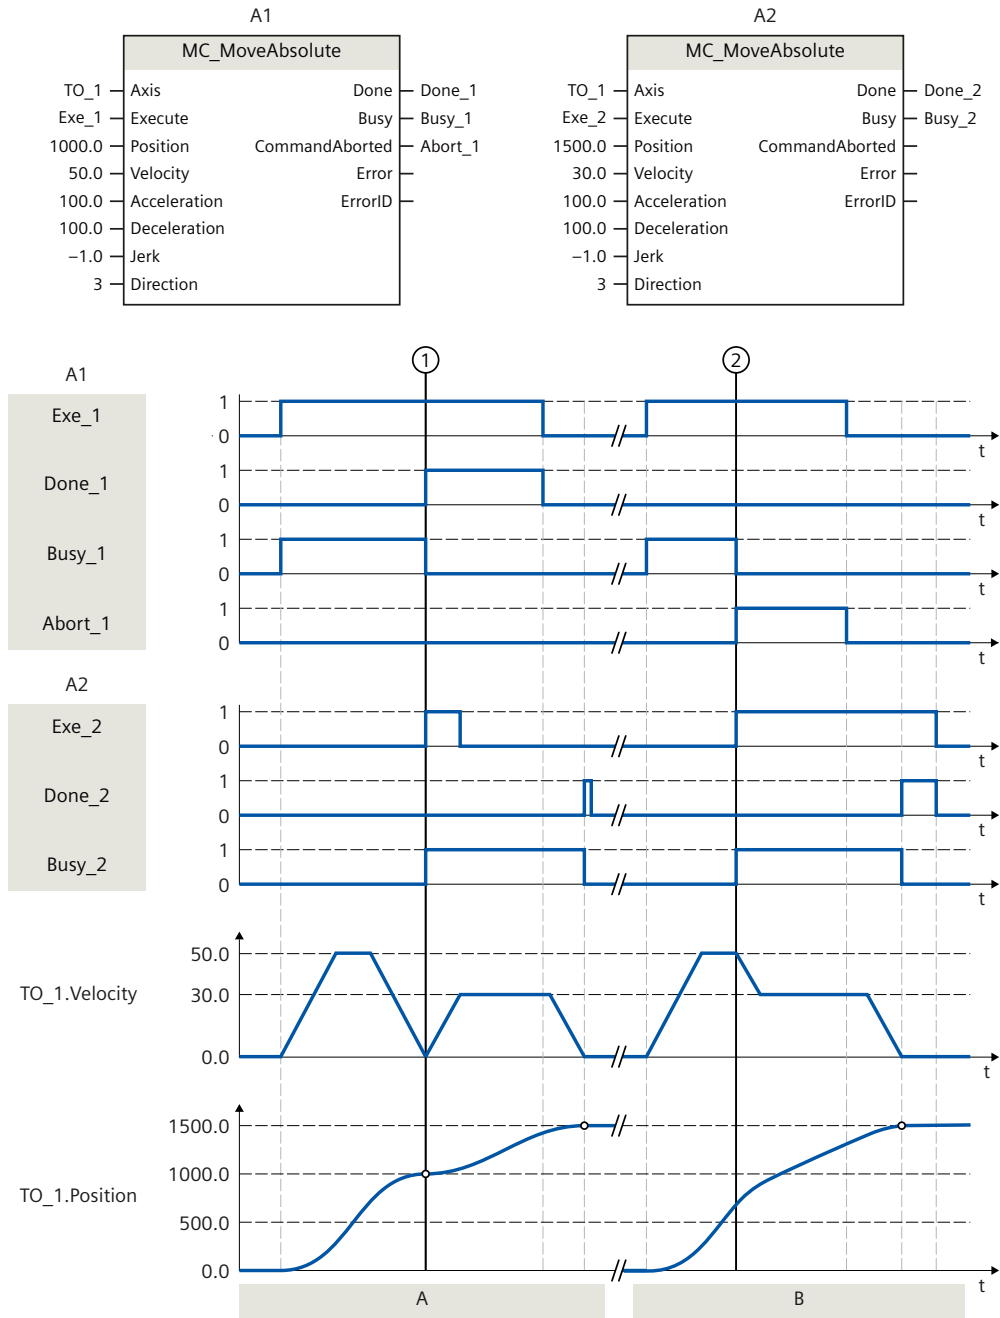 A1
MC_MoveAbsolute
TO_1 Axis Done Done_1
Exe_1 Execute Busy Busy_1
1000.0 Position CommandAborted Abort_1
50.0 Velocity Error
100.0 Acceleration ErrorID
100.0 Deceleration
−1.0 Jerk
3 Direction
A2
MC_MoveAbsolute
TO_1 Axis Done Done_2
Exe_2 Execute Busy Busy_2
1500.0 Position CommandAborted
30.0 Velocity Error
100.0 Acceleration ErrorID
100.0 Deceleration
−1.0 Jerk
3 Direction
1 2
A1
Exe_1 1
0
t
Done_1 1
0
t
Busy_1 1
0
t
Abort_1 1
0
t
A2
Exe_2 1
0
t
Done_2 1
0
t
Busy_2 1
0
t
50.0
TO_1.Velocity 30.0
0.0
t
1500.0
1000.0
TO_1.Position
500.0
0.0
t
A B